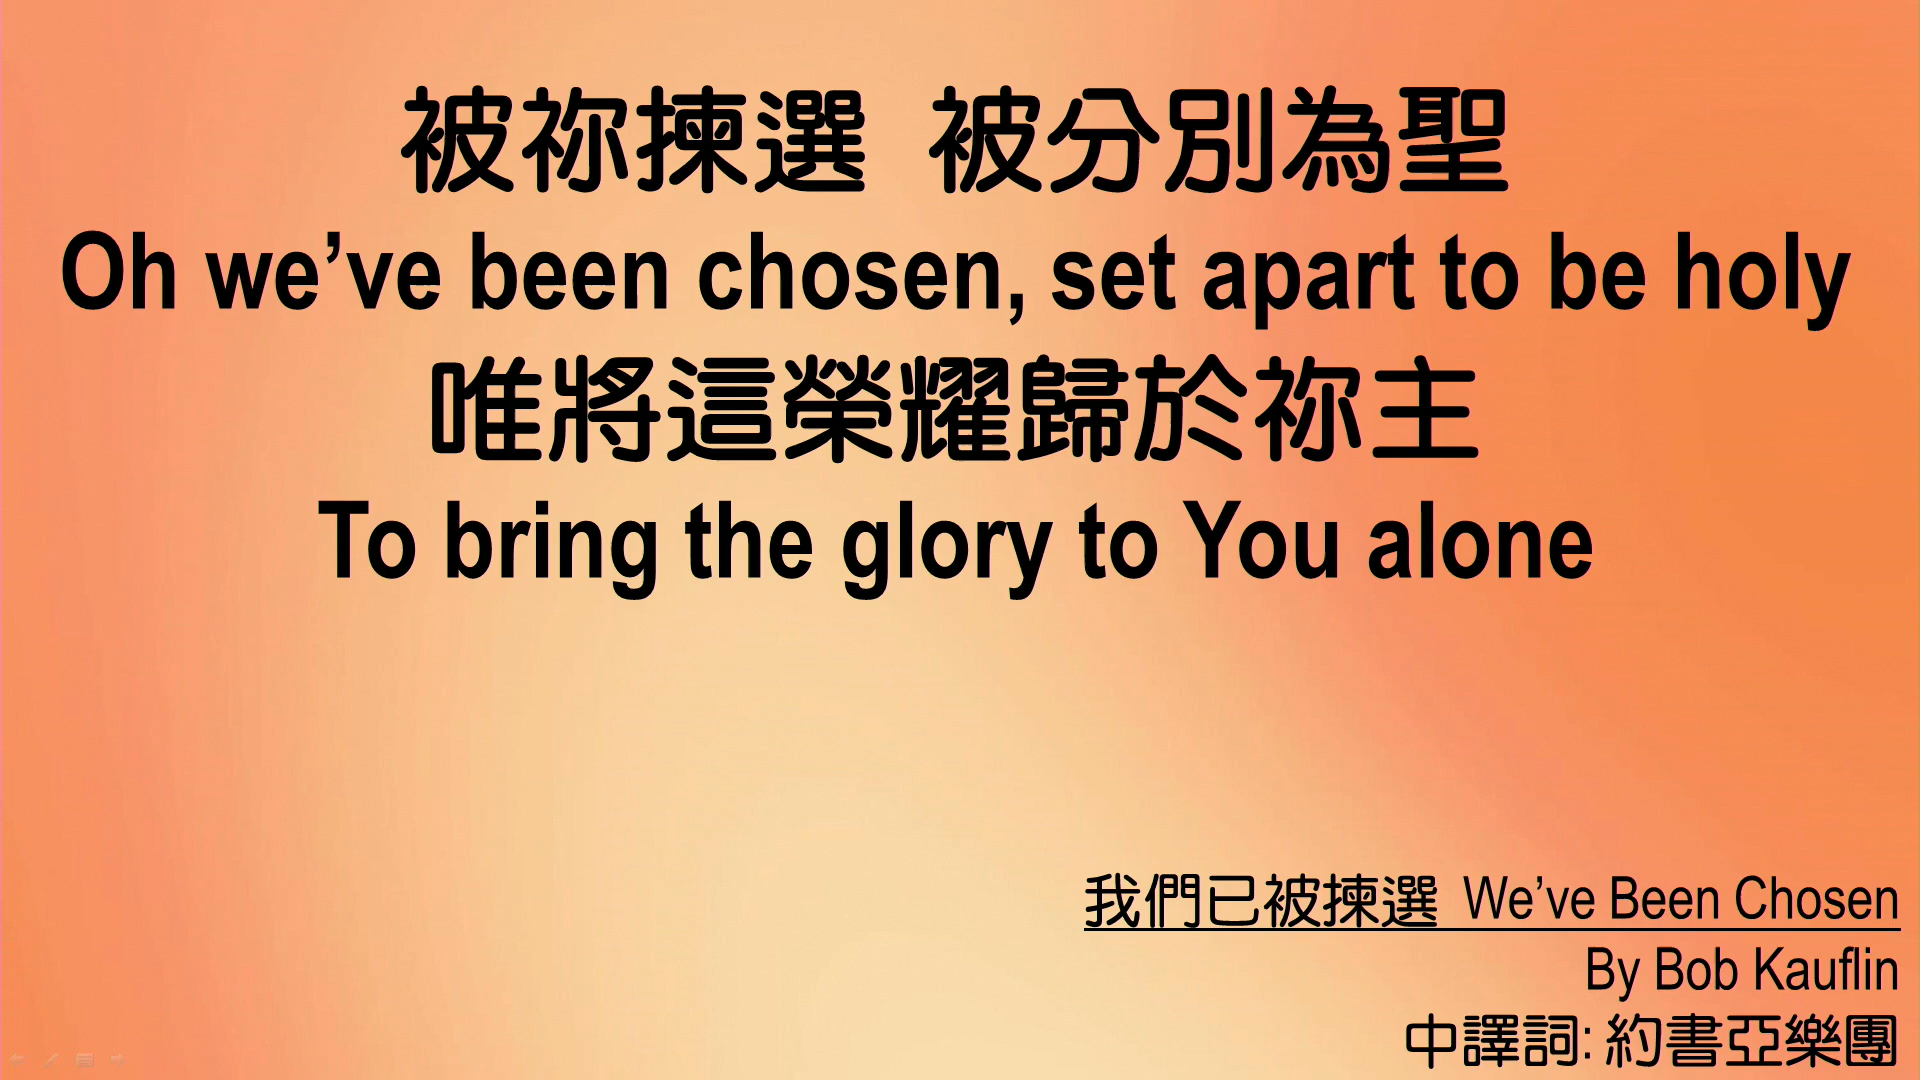 被祢揀選 被分別為聖
Oh we’ve been chosen, set apart to be holy
唯將這榮耀歸於祢主
To bring the glory to You alone
我們已被揀選 We’ve Been Chosen
By Bob Kauflin
中譯詞: 約書亞樂團